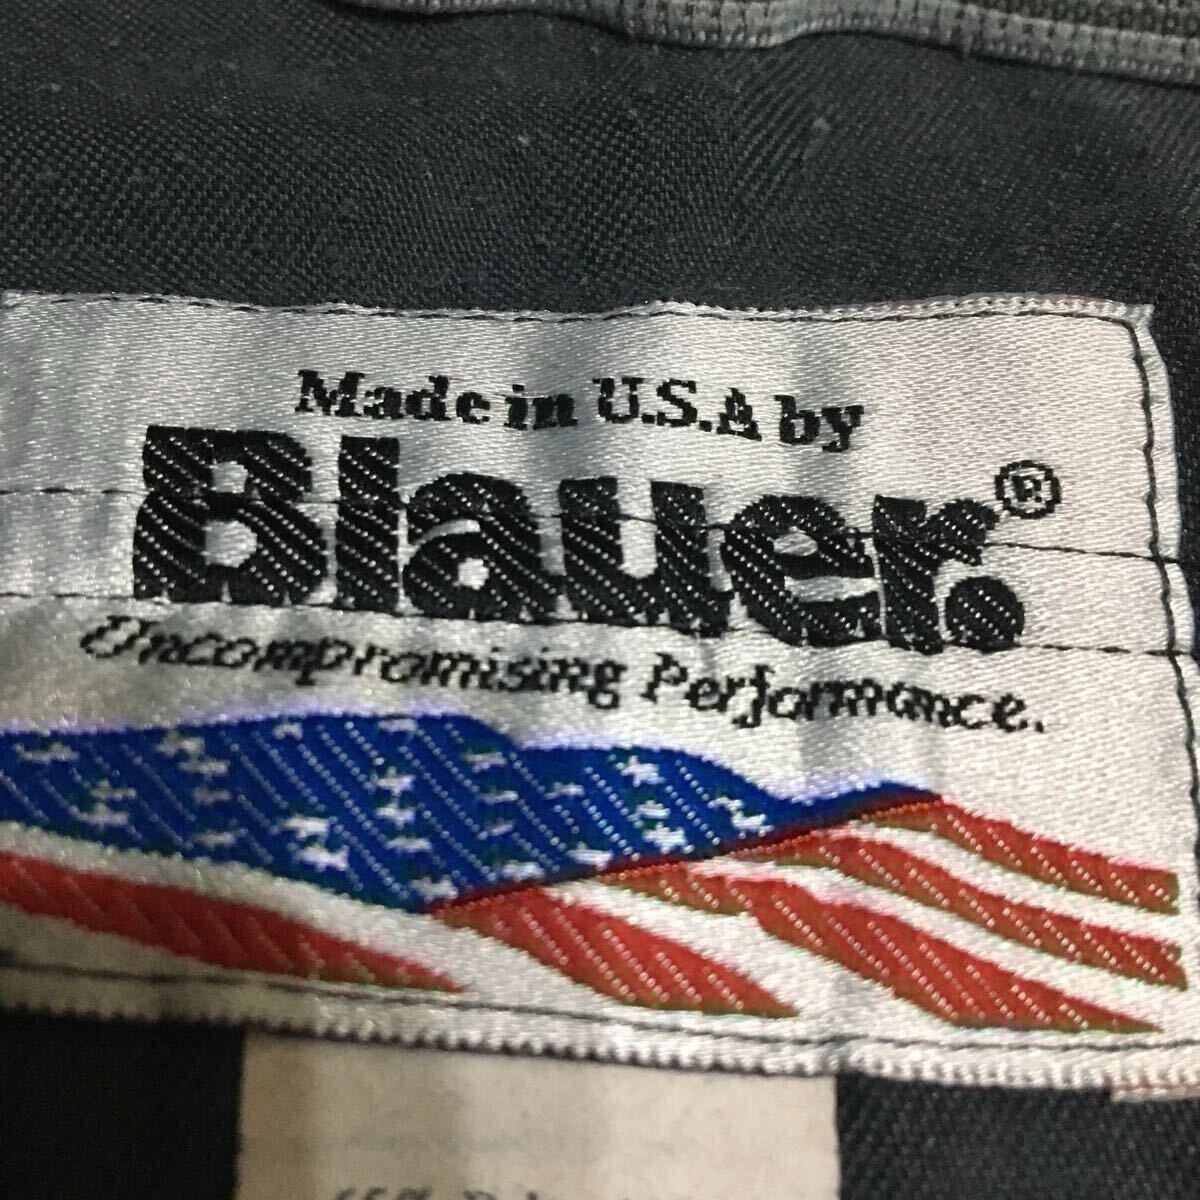 Made in U.S.A by
Blauer.®
Uncompromising Performance.